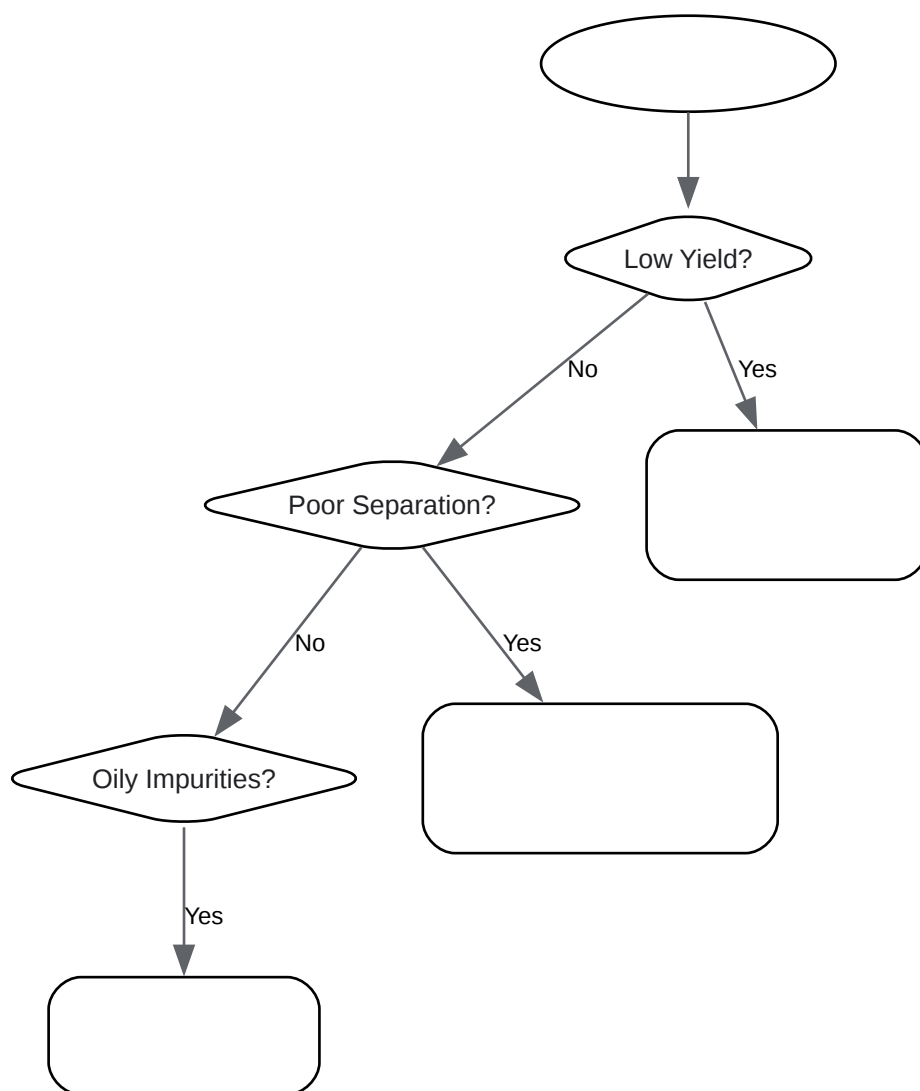 Low Yield?
No
Yes
Poor Separation?
No
Yes
Oily Impurities?
Yes